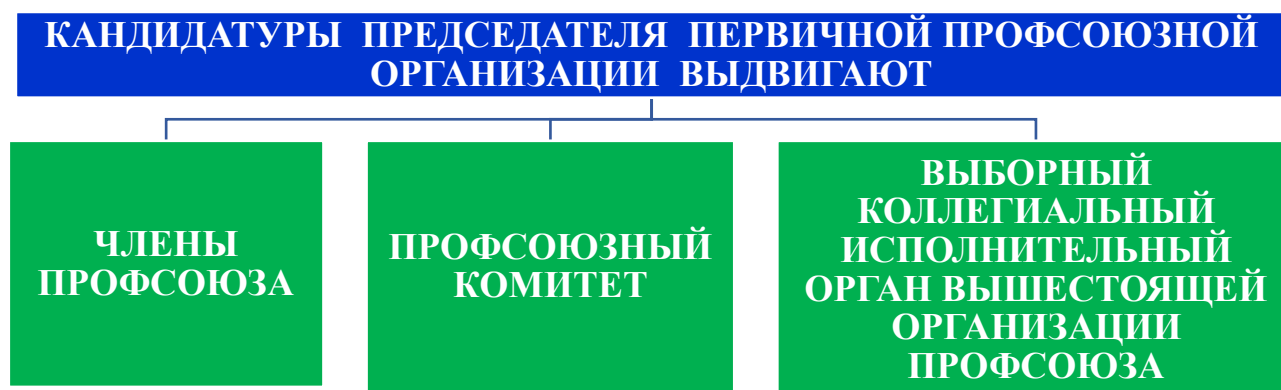 КАНДИДАТУРЫ ПРЕДСЕДАТЕЛЯ ПЕРВИЧНОЙ ПРОФСОЮЗНОЙ
ОРГАНИЗАЦИИ ВЫДВИГАЮТ
ЧЛЕНЫ
ПРОФСОЮЗА
ПРОФСОЮЗНЫЙ
КОМИТЕТ
ВЫБОРНЫЙ
КОЛЛЕГИАЛЬНЫЙ
ИСПОЛНИТЕЛЬНЫЙ
ОРГАН ВЫШЕСТОЯЩЕЙ
ОРГАНИЗАЦИИ
ПРОФСОЮЗА